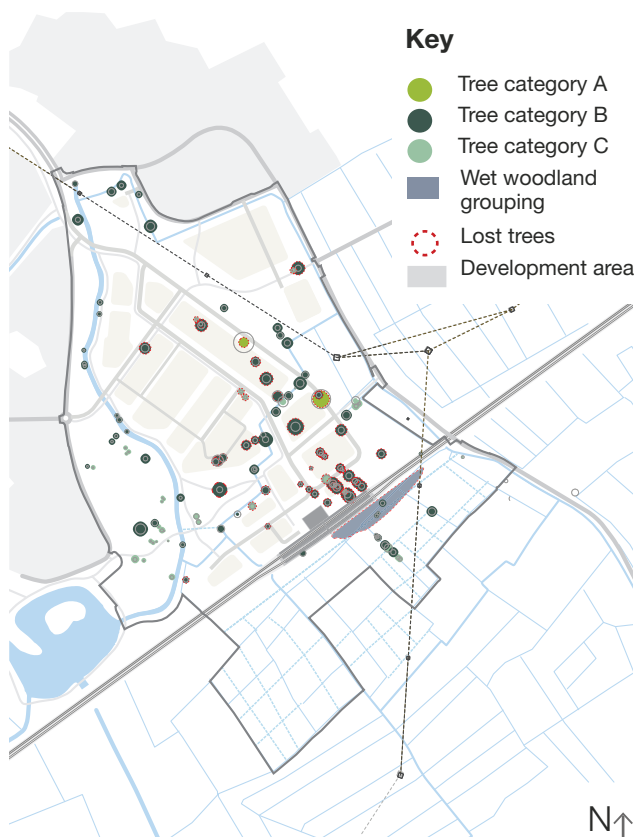 Key
Tree category A
Tree category B
Tree category C
Wet woodland
grouping
Lost trees
Development area
N